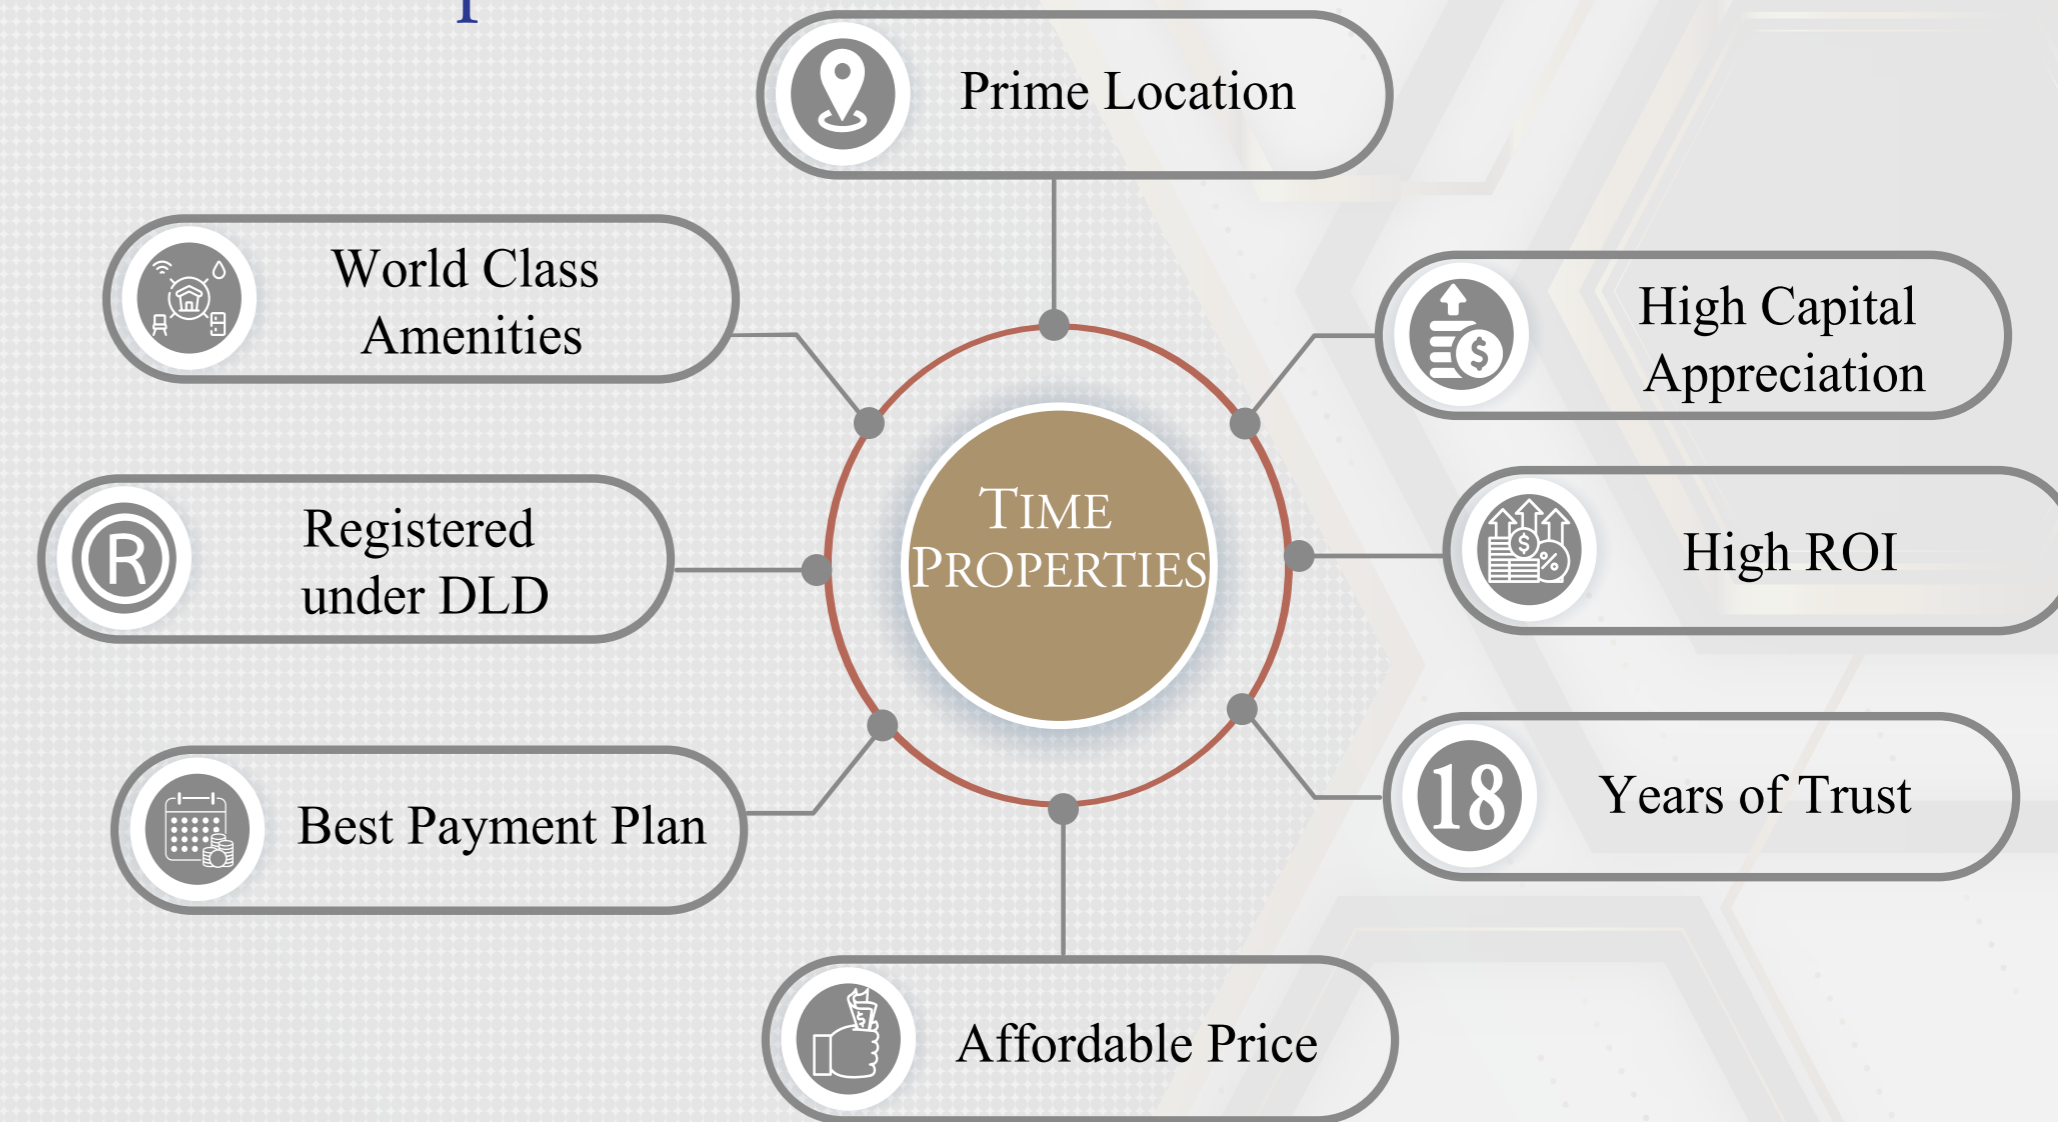 Prime Location
World Class
Amenities
High Capital
Appreciation
TIME
PROPERTIES
Registered
under DLD
R
High ROI
Best Payment Plan
18
Years of Trust
Affordable Price